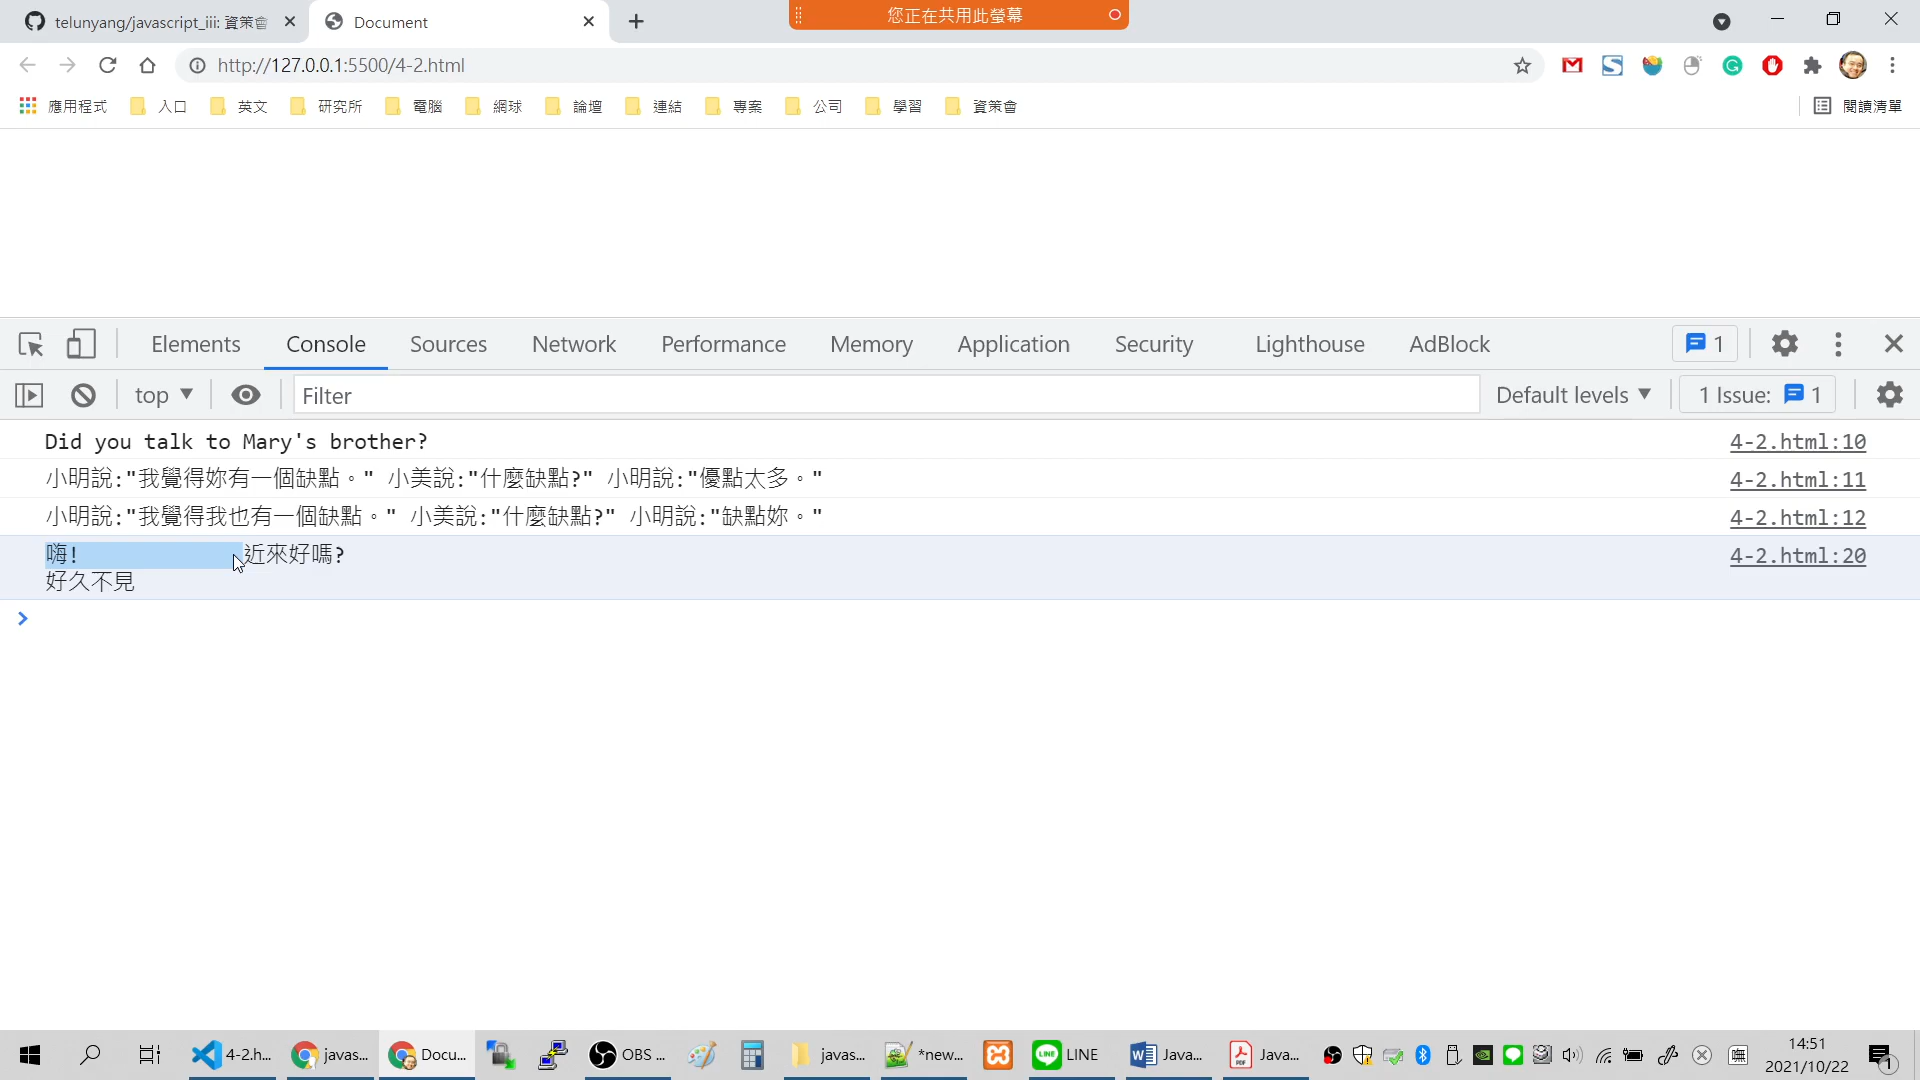 telunyang/javascript_iii: 資策會
Document
您正在共用此螢幕
http://127.0.0.1:5500/4-2.html
應用程式
入口
英文
研究所
電腦
網球
論壇
連結
專案
公司
學習
資策會
閱讀清單
Elements
Console
Sources
Network
Performance
Memory
Application
Security
Lighthouse
AdBlock
1
top
Filter
Default levels
1 Issue: 1
Did you talk to Mary's brother?
4-2.html:10
小明說:"我覺得妳有一個缺點。" 小美說:"什麼缺點?" 小明說:"優點太多。"
4-2.html:11
小明說:"我覺得我也有一個缺點。" 小美說:"什麼缺點?" 小明說:"缺點妳。"
4-2.html:12
嗨! 近來好嗎?
4-2.html:20
好久不見
4-2.h...
javas...
Docu...
OBS ...
javas...
*new...
LINE
Java...
Java...
14:51
2021/10/22
1